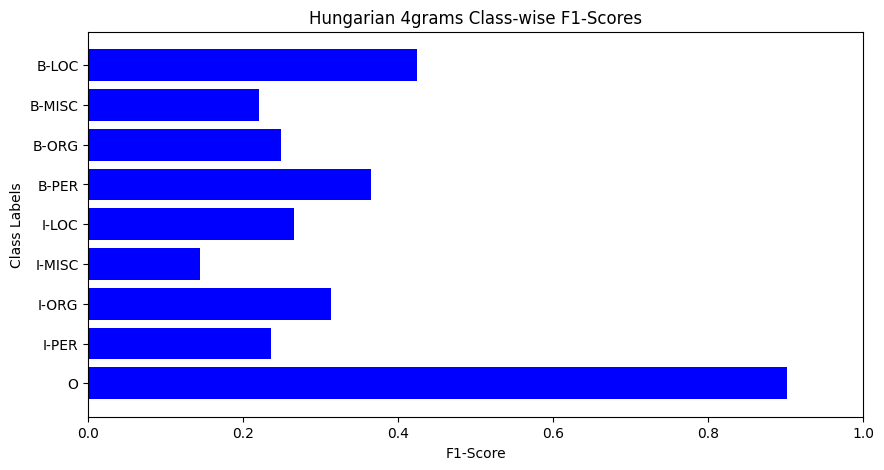 Hungarian 4grams Class-wise F1-Scores
Class Labels
B-LOC
B-MISC
B-ORG
B-PER
I-LOC
I-MISC
I-ORG
I-PER
O
0.0 0.2 0.4 0.6 0.8 1.0
F1-Score